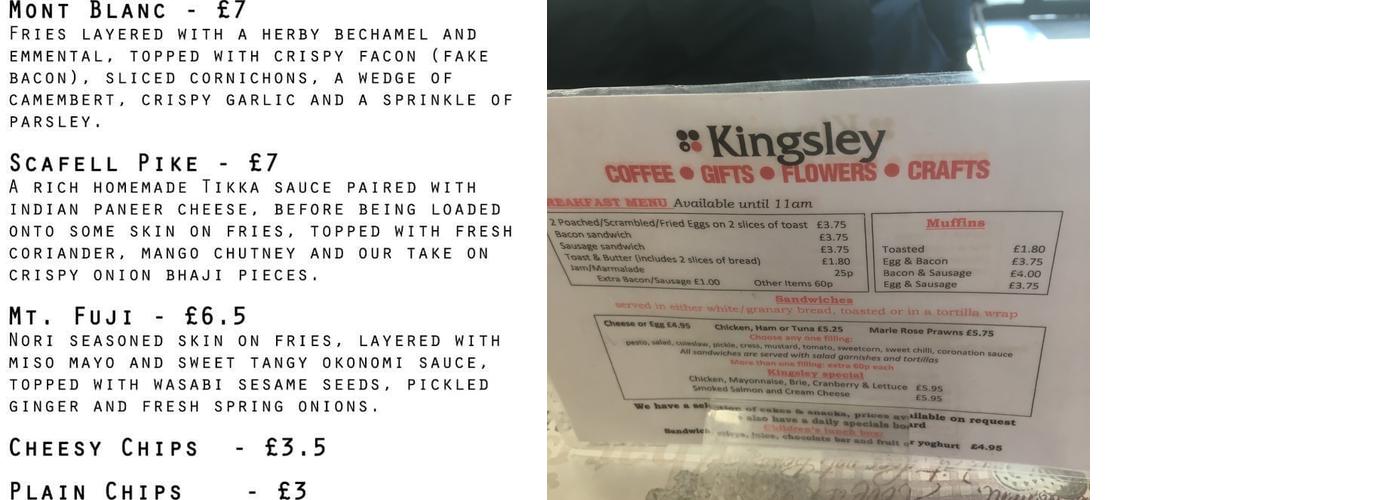 MONT BLANC - £7
FRIES LAYERED WITH A HERBY BECHAMEL AND
EMMENTAL, TOPPED WITH CRISPY FACON (FAKE
BACON), SLICED CORNICHONS, A WEDGE OF
CAMEMBERT, CRISPY GARLIC AND A SPRINKLE OF
PARSLEY.
SCAFELL PIKE - £7
A RICH HOMEMADE TIKKA SAUCE PAIRED WITH
INDIAN PANEER CHEESE, BEFORE BEING LOADED
ONTO SOME SKIN ON FRIES, TOPPED WITH FRESH
CORIANDER, MANGO CHUTNEY AND OUR TAKE ON
CRISPY ONION BHAJI PIECES.
MT. FUJI - £6.5
NORI SEASONED SKIN ON FRIES, LAYERED WITH
MISO MAYO AND SWEET TANGY OKONOMI SAUCE,
TOPPED WITH WASABI SESAME SEEDS, PICKLED
GINGER AND FRESH SPRING ONIONS.
CHEESY CHIPS - £3.5
PLAIN CHIPS - £3
Kingsley
COFFEE • GIFTS • FLOWERS • CRAFTS
BREAKFAST MENU Available until 11am
2 Poached/Scrambled/Fried Eggs on 2 slices of toast £3.75
Bacon sandwich £3.75
Sausage sandwich £3.75
Toast & Butter (includes 2 slices of bread) £1.80
Jam/Marmalade 25p
Extra Bacon/Sausage £1.00 Other Items 60p
Muffins
Toasted £1.80
Egg & Bacon £3.75
Bacon & Sausage £4.00
Egg & Sausage £3.75
Sandwiches
served in either white/granary bread, toasted or in a tortilla wrap
Cheese or Egg £4.95 Chicken, Ham or Tuna £5.25 Marie Rose Prawns £5.75
Choose any one filling:
pesto, salad, coleslaw, pickle, cress, mustard, tomato, sweetcorn, sweet chilli, coronation sauce
All sandwiches are served with salad garnishes and tortillas
More than one filling: extra 60p each
Kingsley special
Chicken, Mayonnaise, Brie, Cranberry & Lettuce £5.95
Smoked Salmon and Cream Cheese £5.95
We have a selection of cakes & snacks, prices available on request
also have a daily specials board
Children's lunch box:
Sandwich juice, chocolate bar and fruit or yoghurt £4.95